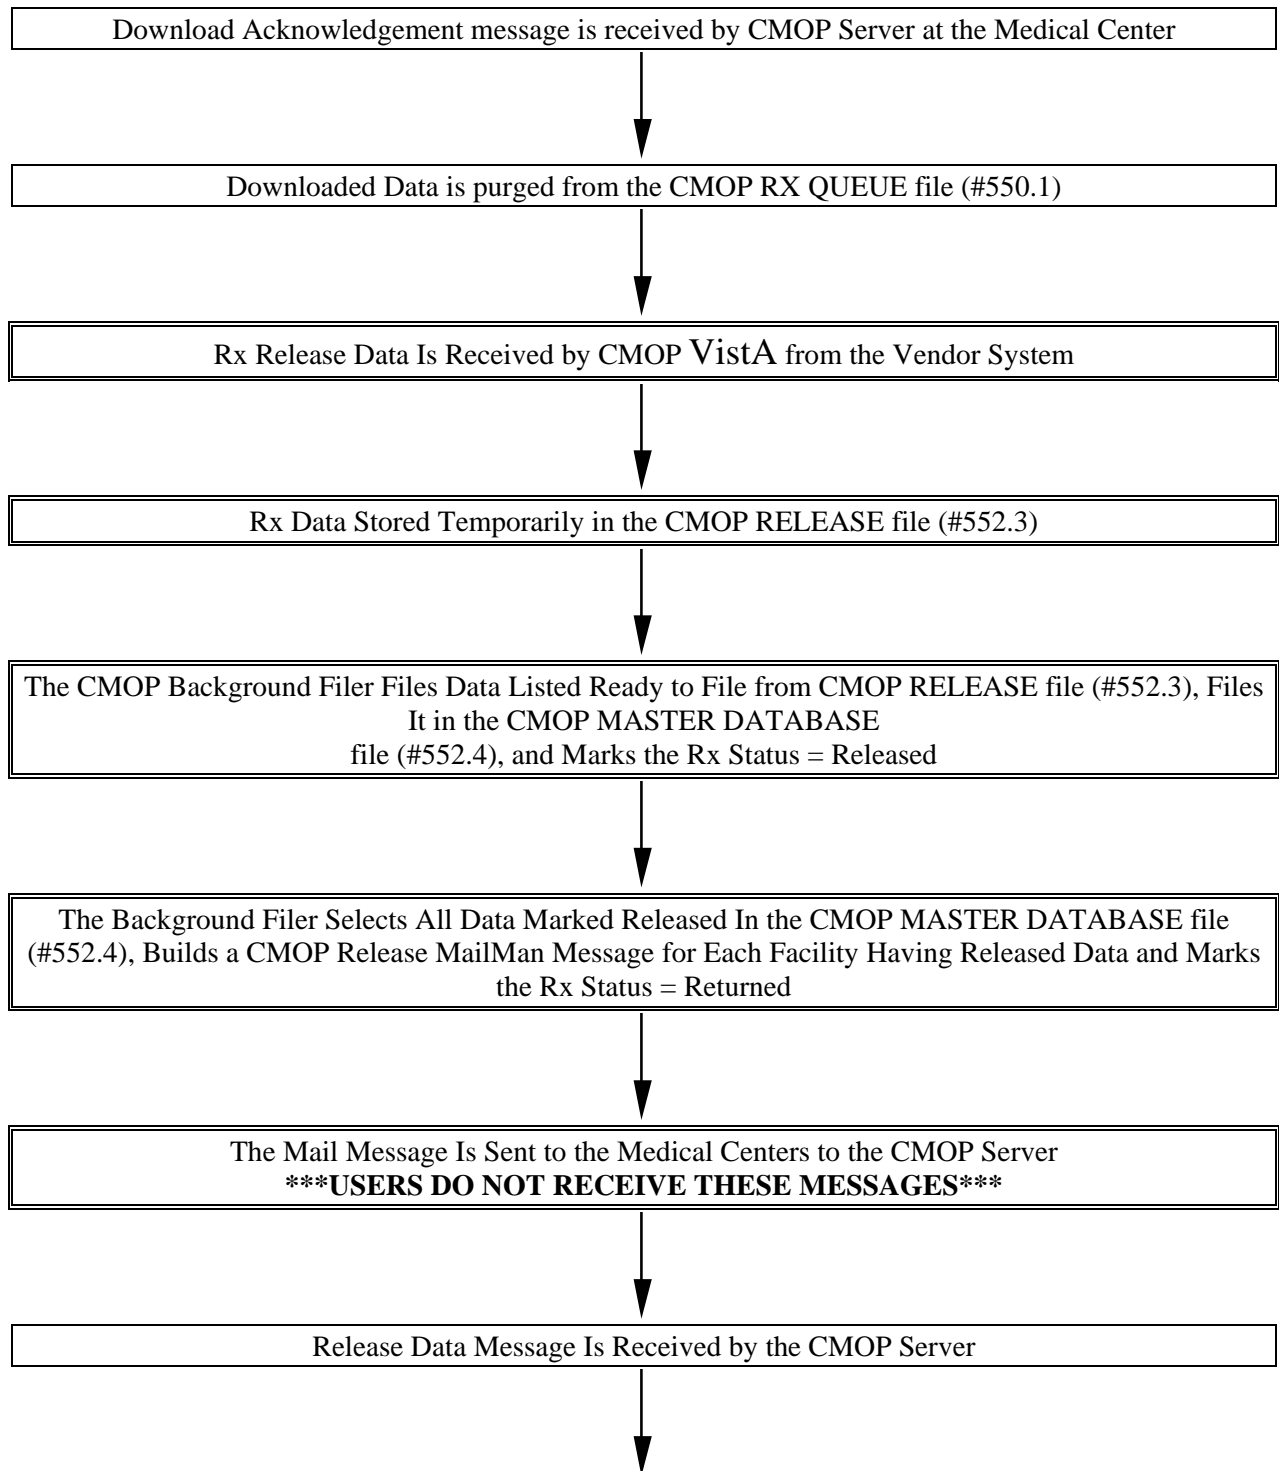 Download Acknowledgement message is received by CMOP Server at the Medical Center
Downloaded Data is purged from the CMOP RX QUEUE file (#550.1)
Rx Release Data Is Received by CMOP VistA from the Vendor System
Rx Data Stored Temporarily in the CMOP RELEASE file (#552.3)
The CMOP Background Filer Files Data Listed Ready to File from CMOP RELEASE file (#552.3), Files
It in the CMOP MASTER DATABASE
file (#552.4), and Marks the Rx Status = Released
The Background Filer Selects All Data Marked Released In the CMOP MASTER DATABASE file
(#552.4), Builds a CMOP Release MailMan Message for Each Facility Having Released Data and Marks
the Rx Status = Returned
The Mail Message Is Sent to the Medical Centers to the CMOP Server
***USERS DO NOT RECEIVE THESE MESSAGES***
Release Data Message Is Received by the CMOP Server